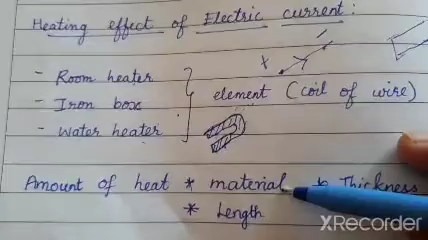 Heating effect of Electric current:
- Room heater
- Iron box
- Water heater
element (coil of wire)
Amount of heat * material * Thickness
* Length
XRecorder